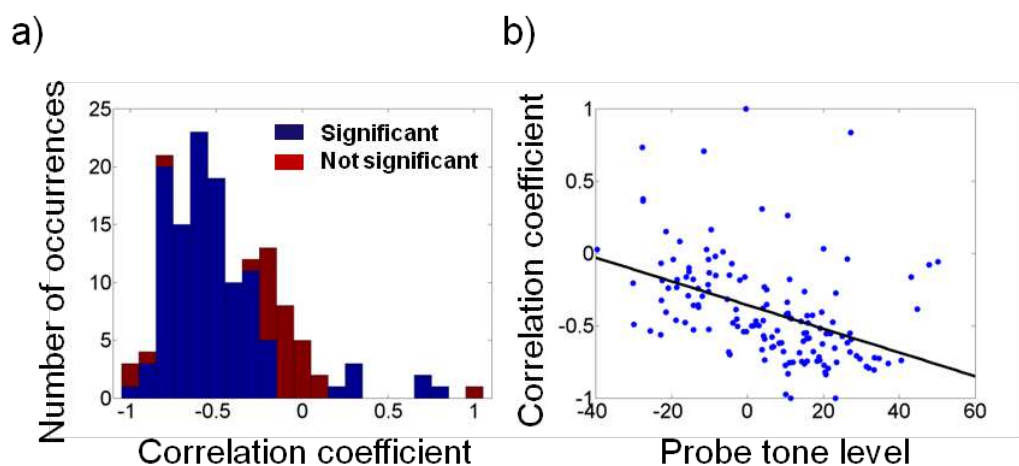 a)
b)
Number of occurrences
25
20
15
10
5
0
Significant
Not significant
-1
-0.5
0
0.5
1
Correlation coefficient
Correlation coefficient
1
0.5
0
-0.5
-1
-40
-20
0
20
40
60
Probe tone level